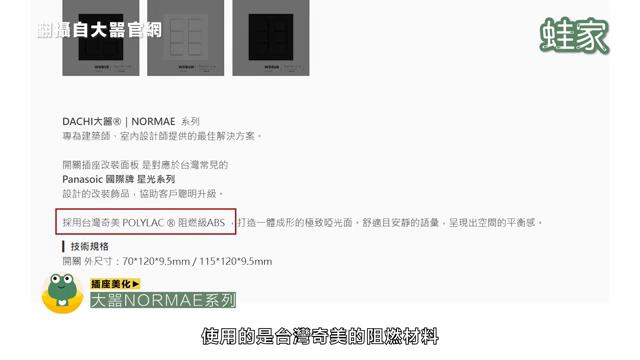 翻攝自大器官網
蛙家
DACHI大器®｜NORMAE 系列
專為建築師、室內設計師提供的最佳解決方案。
開關插座改裝面板 是對應於台灣常見的
Panasoic 國際牌 星光系列
設計的改裝飾品，協助客戶聰明升級。
採用台灣奇美 POLYLAC ® 阻燃級ABS ，打造一體成形的極致啞光面。舒適且安靜的語彙，呈現出空間的平衡感。
技術規格
開關 外尺寸：70*120*9.5mm / 115*120*9.5mm
插座美化▶
大器NORMAE系列
使用的是台灣奇美的阻燃材料